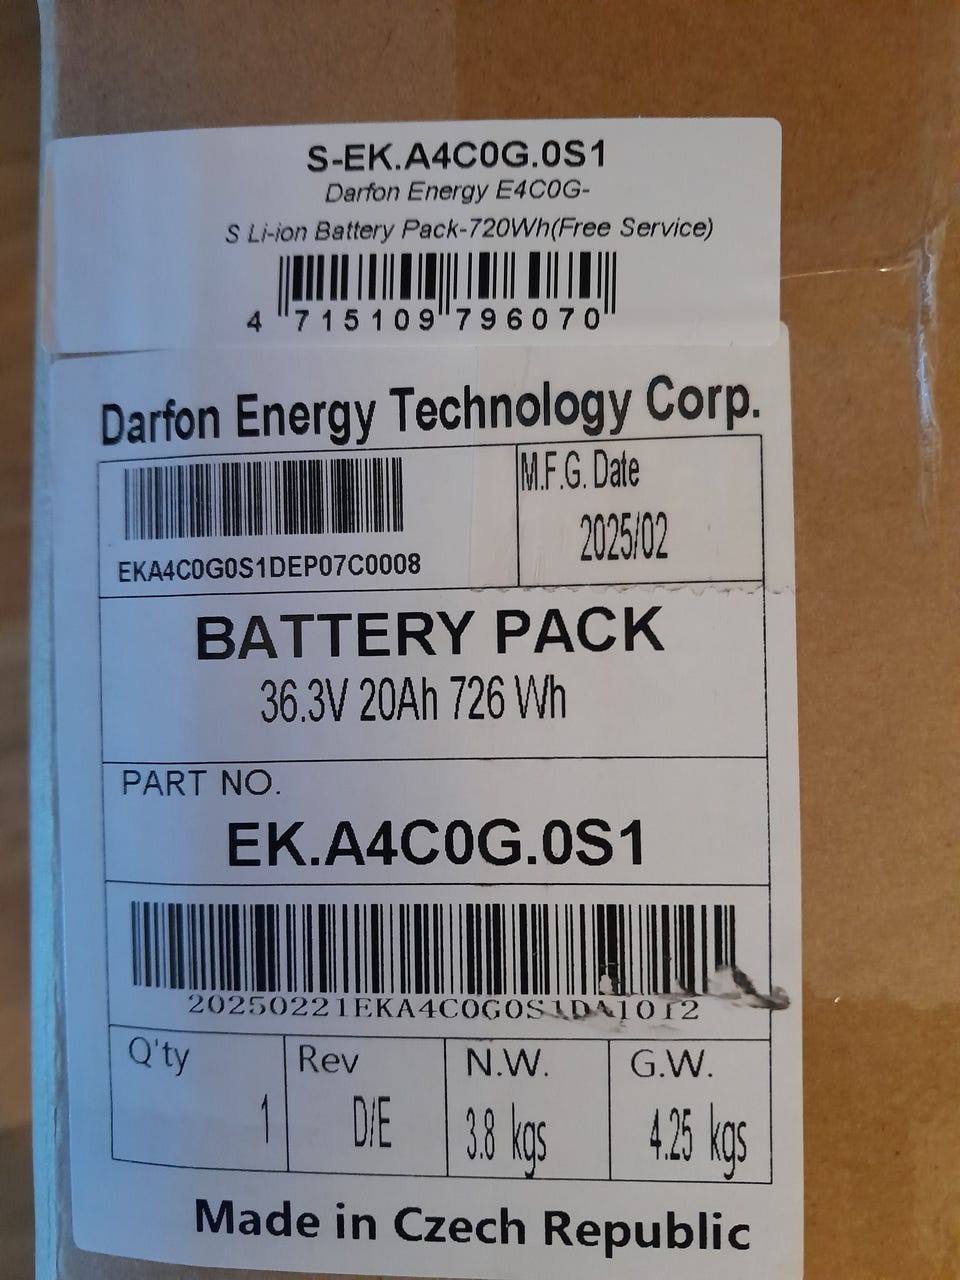 S-EK.A4C0G.0S1
Darfon Energy E4C0G-
S Li-ion Battery Pack-720Wh(Free Service)
4 715109 796070
Darfon Energy Technology Corp.
EKA4C0G0S1DEP07C0008
M.F.G. Date
2025/02
BATTERY PACK
36.3V 20Ah 726 Wh
PART NO.
EK.A4C0G.0S1
20250221EKA4C0G0S1DA1012
Q'ty
1
Rev
D/E
N.W.
3.8 kgs
G.W.
4.25 kgs
Made in Czech Republic